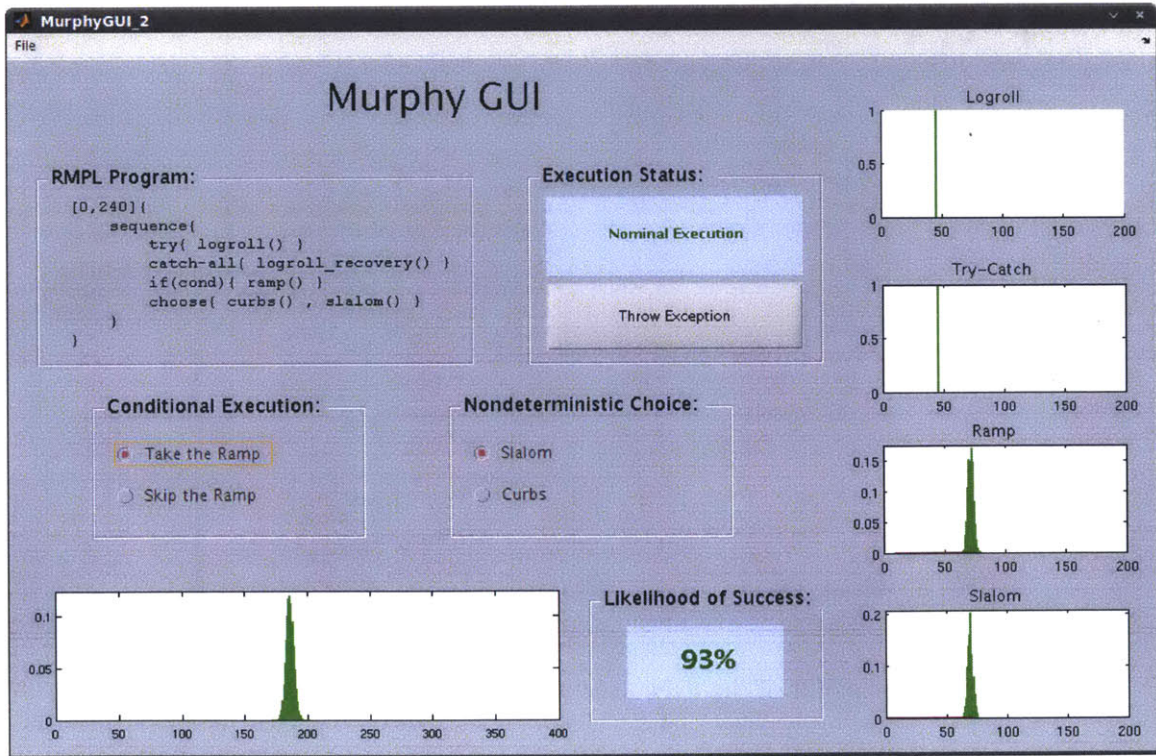 MurphyGUI_2
File
Murphy GUI
RMPL Program:
[0,240]{
sequence{
try{ logroll() }
catch-all{ logroll_recovery() }
if(cond){ ramp() }
choose{ curbs() , slalom() }
}
}
Execution Status:
Nominal Execution
Throw Exception
Conditional Execution:
Take the Ramp
Skip the Ramp
Nondeterministic Choice:
Slalom
Curbs
0.1
0.05
0
0 50 100 150 200 250 300 350 400
Likelihood of Success:
93%
Logroll
1
0.5
0
0 50 100 150 200
Try-Catch
1
0.5
0
0 50 100 150 200
Ramp
0.15
0.1
0.05
0
0 50 100 150 200
Slalom
0.2
0.1
0
0 50 100 150 200